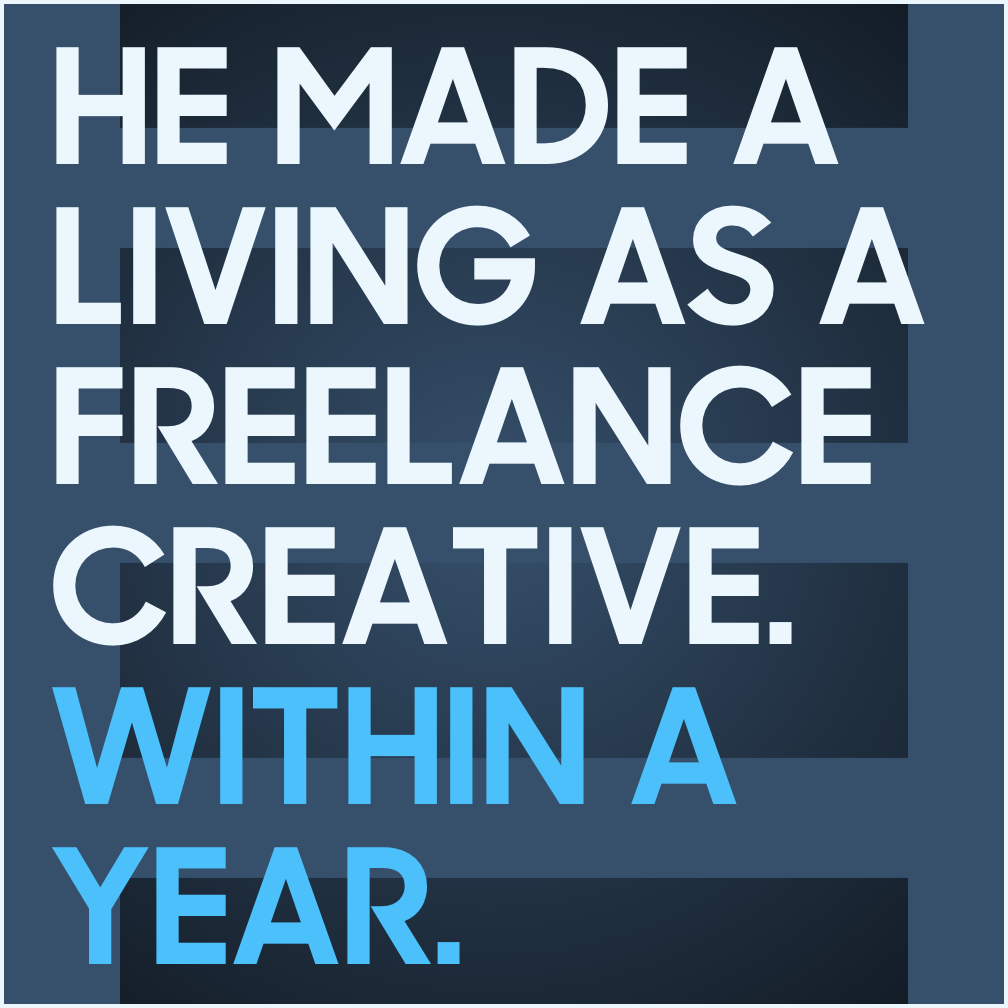 HE MADE A
LIVING AS A
FREELANCE
CREATIVE.
WITHIN A
YEAR.